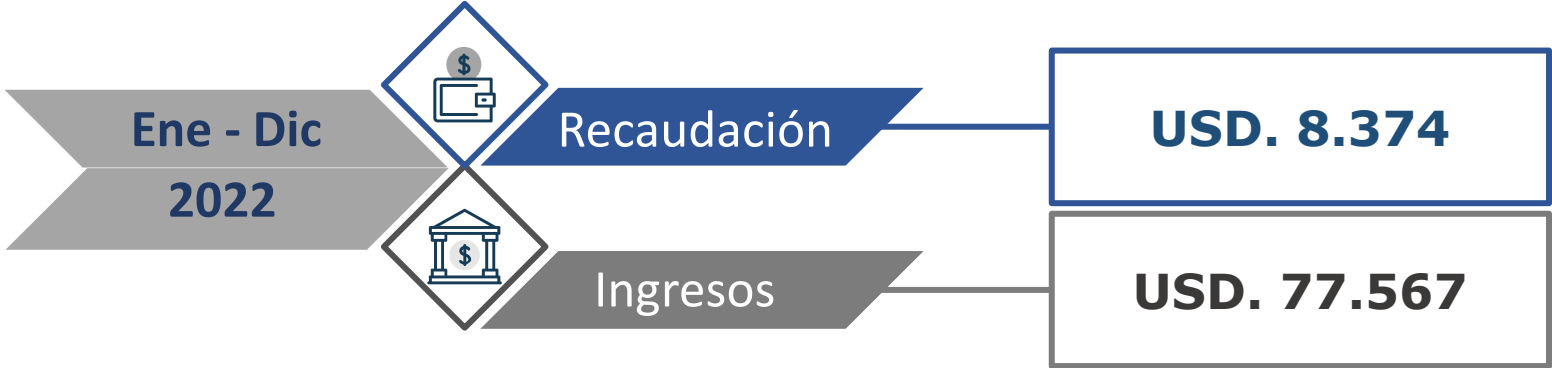 Ene - Dic
2022
$
Recaudación
USD. 8.374
$
Ingresos
USD. 77.567